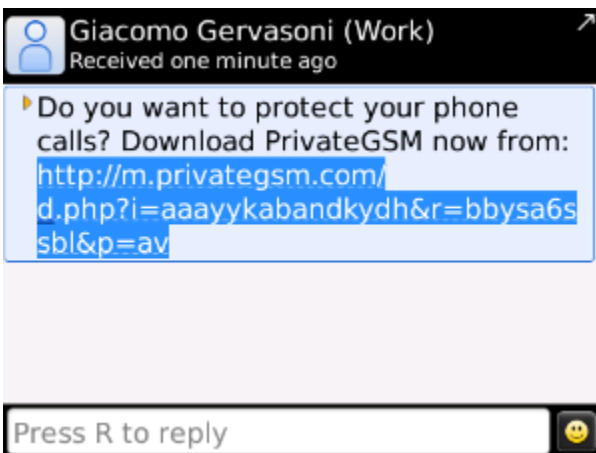 Giacomo Gervasoni (Work)
Received one minute ago
Do you want to protect your phone
calls? Download PrivateGSM now from:
http://m.privategsm.com/
d.php?i=aaayykabandkydh&r=bbysa6s
sbl&p=av
Press R to reply